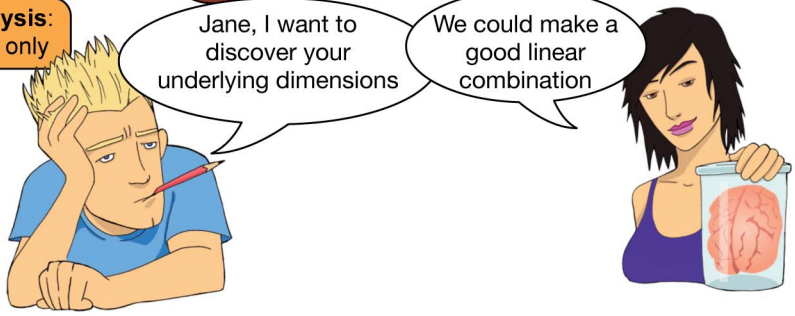 ysis:
only
Jane, I want to
discover your
underlying dimensions
We could make a
good linear
combination